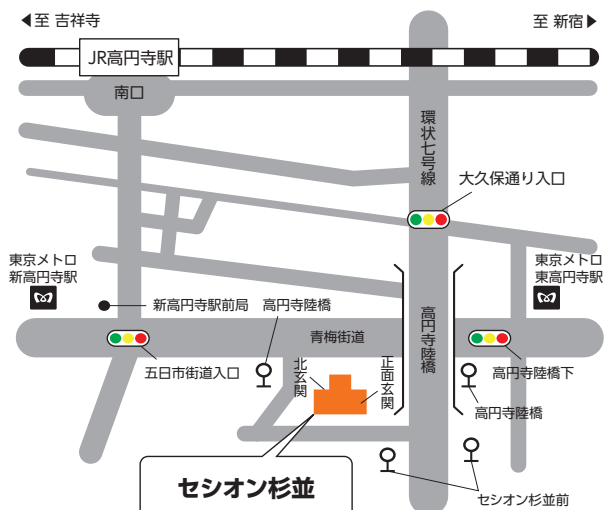 ◀至 吉祥寺
至 新宿▶
JR高円寺駅
南口
環状七号線
大久保通り入口
東京メトロ
新高円寺駅
東京メトロ
東高円寺駅
新高円寺駅前局
高円寺陸橋
青梅街道
高円寺陸橋
五日市街道入口
北玄関
正面玄関
高円寺陸橋下
高円寺陸橋
セシオン杉並
セシオン杉並前